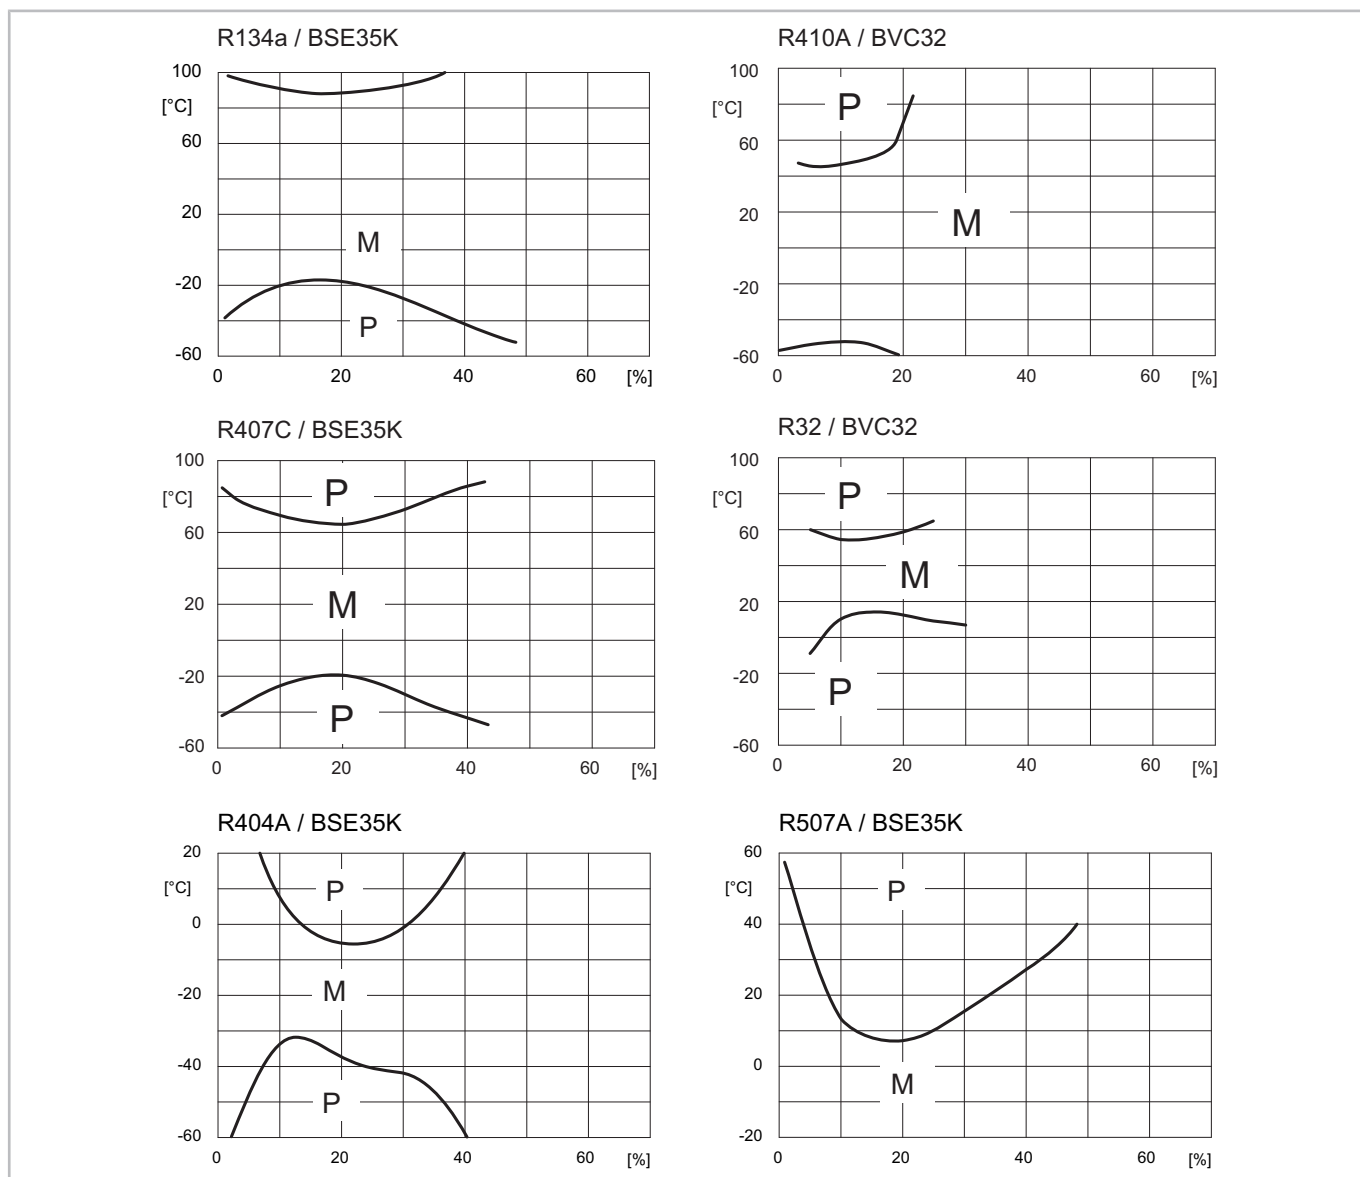 R134a / BSE35K
100
[°C]
60
20
-20
-60
M
P
0 20 40 60 [%]
R410A / BVC32
100
[°C]
60
20
-20
-60
P
M
0 20 40 60 [%]
R407C / BSE35K
100
[°C]
60
20
-20
-60
P
M
P
0 20 40 60 [%]
R32 / BVC32
100
[°C]
60
20
-20
-60
P
M
P
0 20 40 60 [%]
R404A / BSE35K
20
[°C]
0
-20
-40
-60
P
M
P
0 20 40 60 [%]
R507A / BSE35K
60
[°C]
40
20
0
-20
P
M
0 20 40 60 [%]